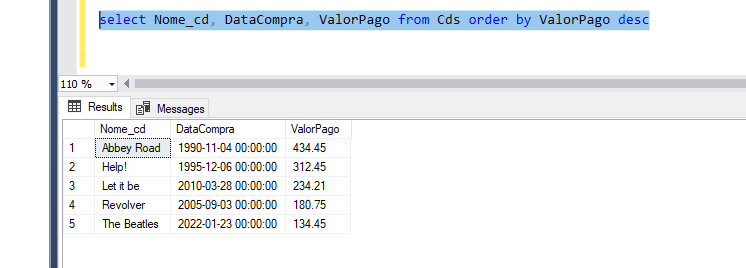 select Nome_cd, DataCompra, ValorPago from Cds order by ValorPago desc
110 %
Results Messages
Nome_cd DataCompra ValorPago
1 Abbey Road 1990-11-04 00:00:00 434.45
2 Help! 1995-12-06 00:00:00 312.45
3 Let it be 2010-03-28 00:00:00 234.21
4 Revolver 2005-09-03 00:00:00 180.75
5 The Beatles 2022-01-23 00:00:00 134.45